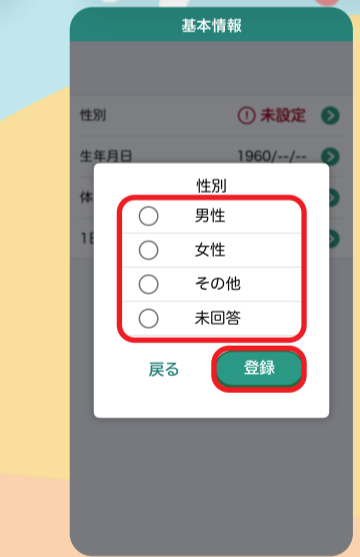 基本情報
性別 ! 未設定
生年月日 1960/--/--
体
性別
男性
女性
その他
未回答
戻る 登録